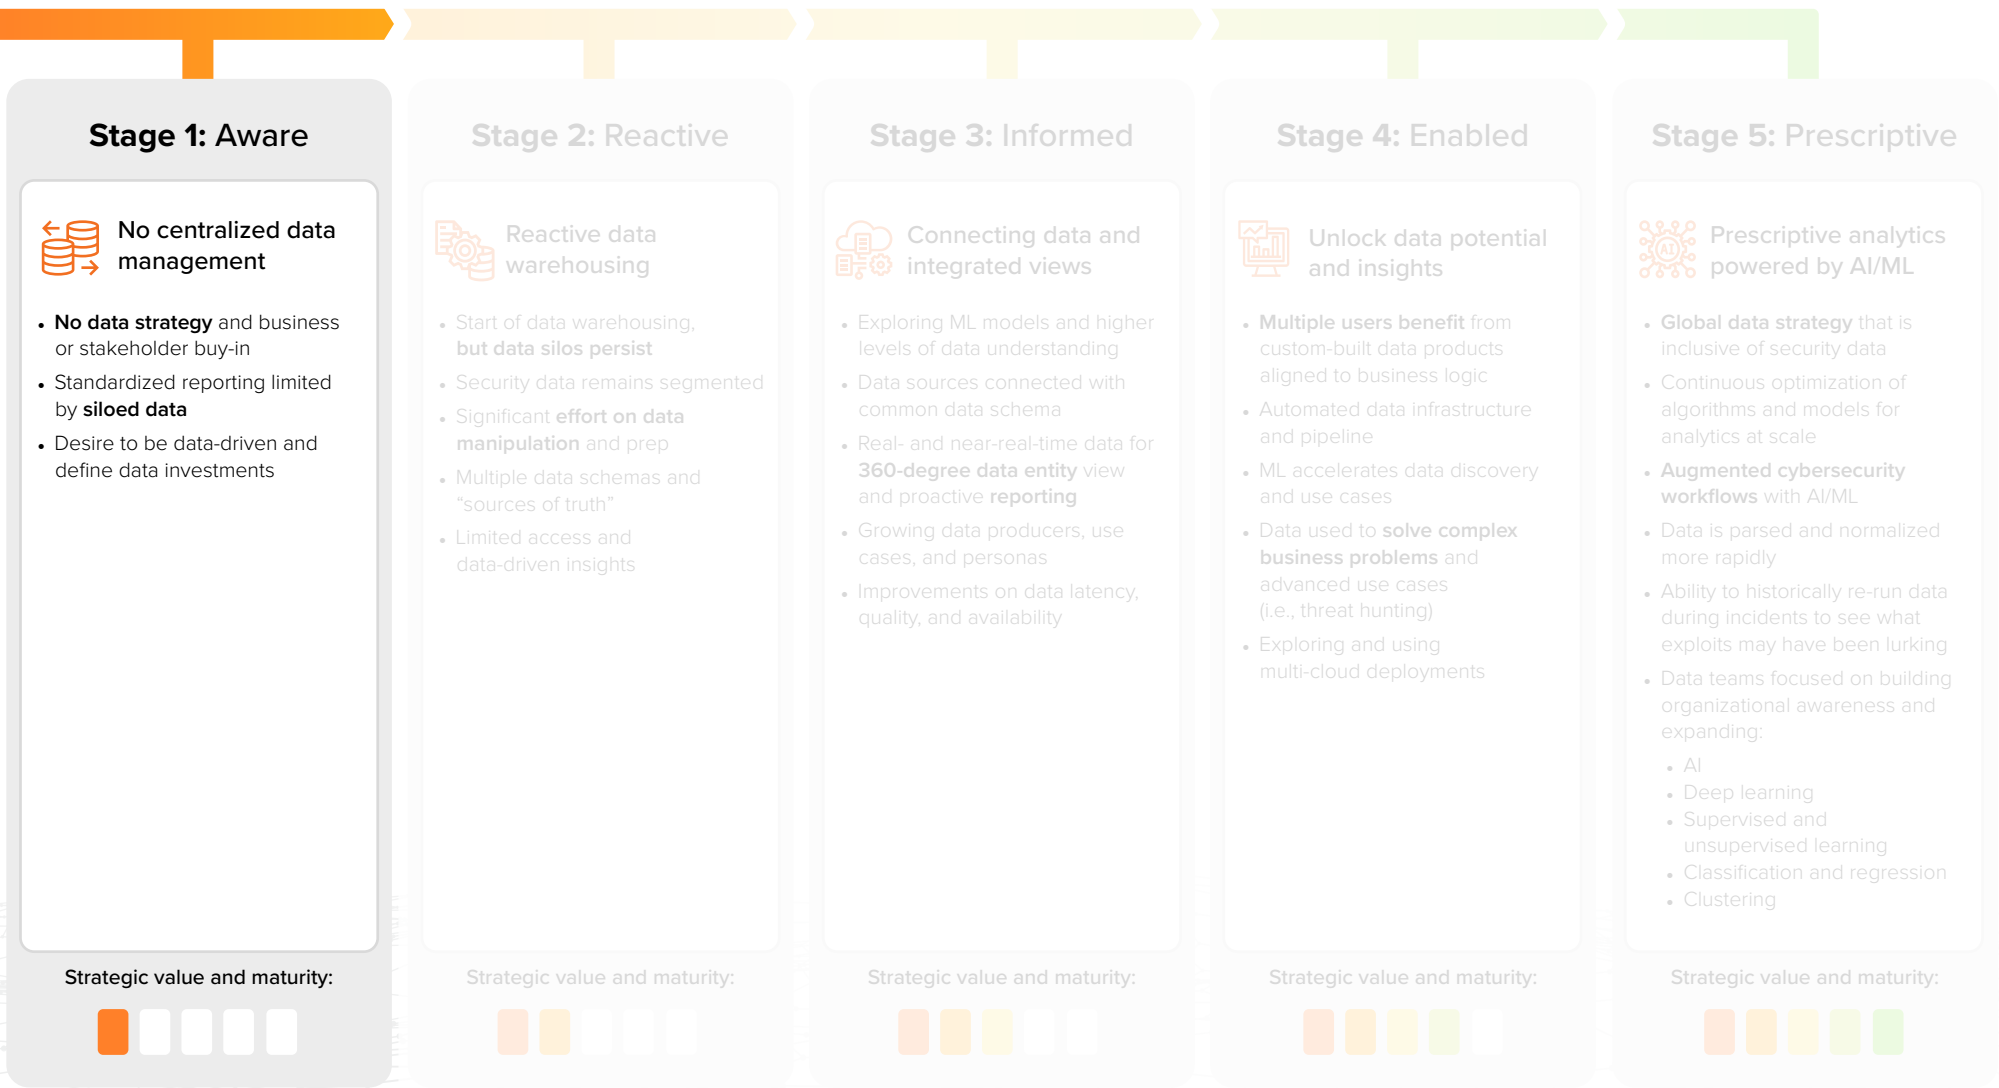 Stage 1: Aware
No centralized data
management
• No data strategy and business
or stakeholder buy-in
• Standardized reporting limited
by siloed data
• Desire to be data-driven and
define data investments
Strategic value and maturity:
Stage 2: Reactive
Reactive data
warehousing
• Start of data warehousing,
but data silos persist
• Security data remains segmented
• Significant effort on data
manipulation and prep
• Multiple data schemas and
“sources of truth”
• Limited access and
data-driven insights
Strategic value and maturity:
Stage 3: Informed
Connecting data and
integrated views
• Exploring ML models and higher
levels of data understanding
• Data sources connected with
common data schema
• Real- and near-real-time data for
360-degree data entity view
and proactive reporting
• Growing data producers, use
cases, and personas
• Improvements on data latency,
quality, and availability
Strategic value and maturity:
Stage 4: Enabled
Unlock data potential
and insights
• Multiple users benefit from
custom-built data products
aligned to business logic
• Automated data infrastructure
and pipeline
• ML accelerates data discovery
and use cases
• Data used to solve complex
business problems and
advanced use cases
(i.e., threat hunting)
• Exploring and using
multi-cloud deployments
Strategic value and maturity:
Stage 5: Prescriptive
AI
Prescriptive analytics
powered by AI/ML
• Global data strategy that is
inclusive of security data
• Continuous optimization of
algorithms and models for
analytics at scale
• Augmented cybersecurity
workflows with AI/ML
• Data is parsed and normalized
more rapidly
• Ability to historically re-run data
during incidents to see what
exploits may have been lurking
• Data teams focused on building
organizational awareness and
expanding:
• AI
• Deep learning
• Supervised and
unsupervised learning
• Classification and regression
• Clustering
Strategic value and maturity: